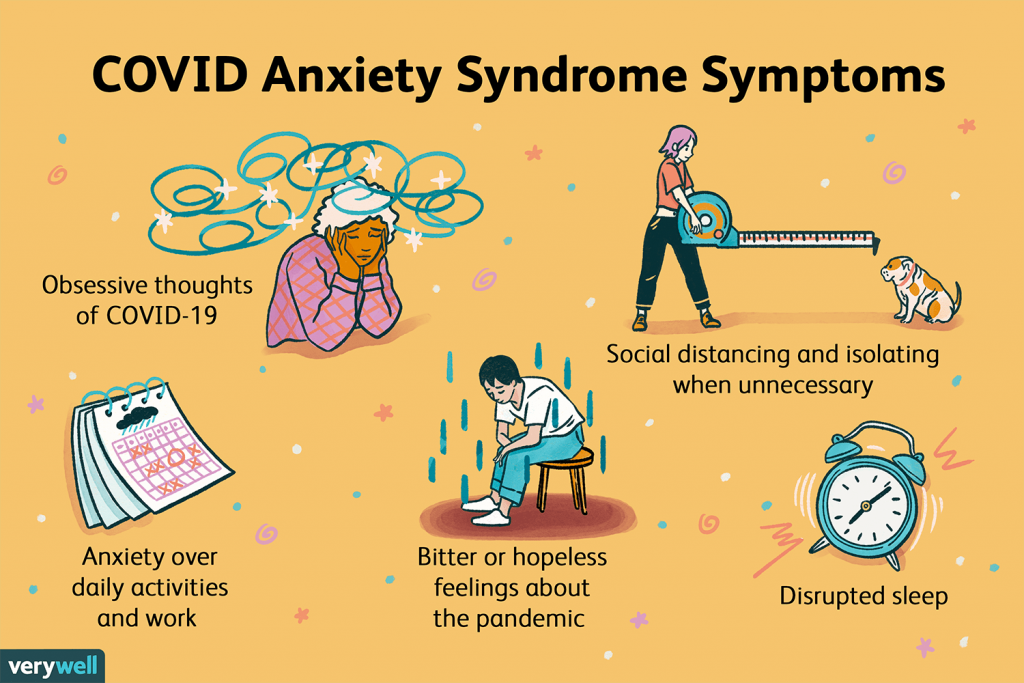 COVID Anxiety Syndrome Symptoms
Obsessive thoughts
of COVID-19
Social distancing and isolating
when unnecessary
Anxiety over
daily activities
and work
Bitter or hopeless
feelings about
the pandemic
Disrupted sleep
verywell